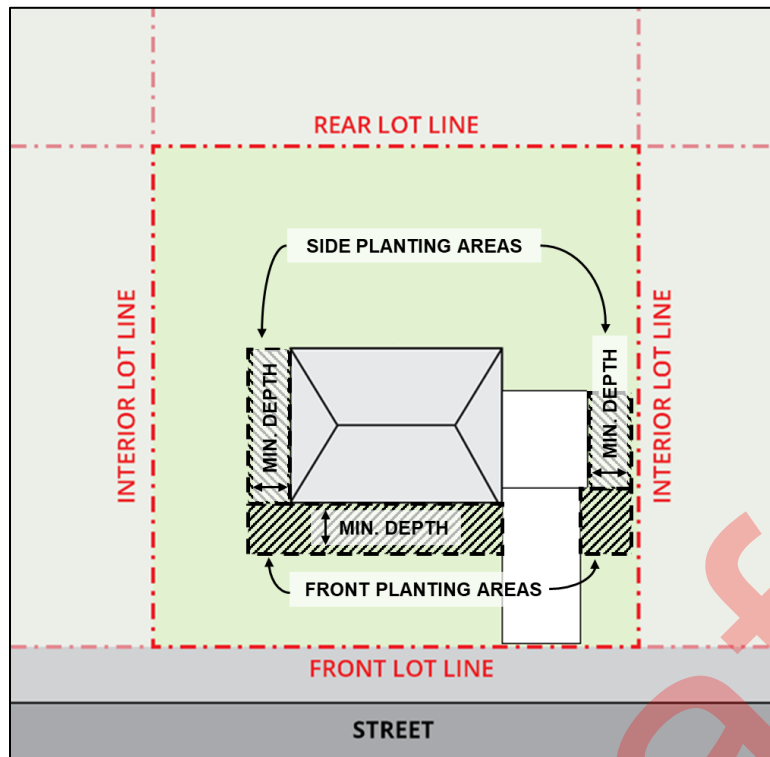 REAR LOT LINE
SIDE PLANTING AREAS
INTERIOR LOT LINE
INTERIOR LOT LINE
MIN. DEPTH
MIN. DEPTH
MIN. DEPTH
FRONT PLANTING AREAS
FRONT LOT LINE
STREET